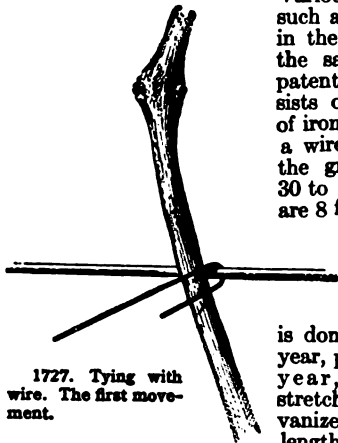 such a
in the
the sa
patent
sists o
of iron
a wire
the g
30 to
are 8 f
1727. Tying with
wire. The first move-
ment.
is don
year, p
year,
stretch
vanize
length